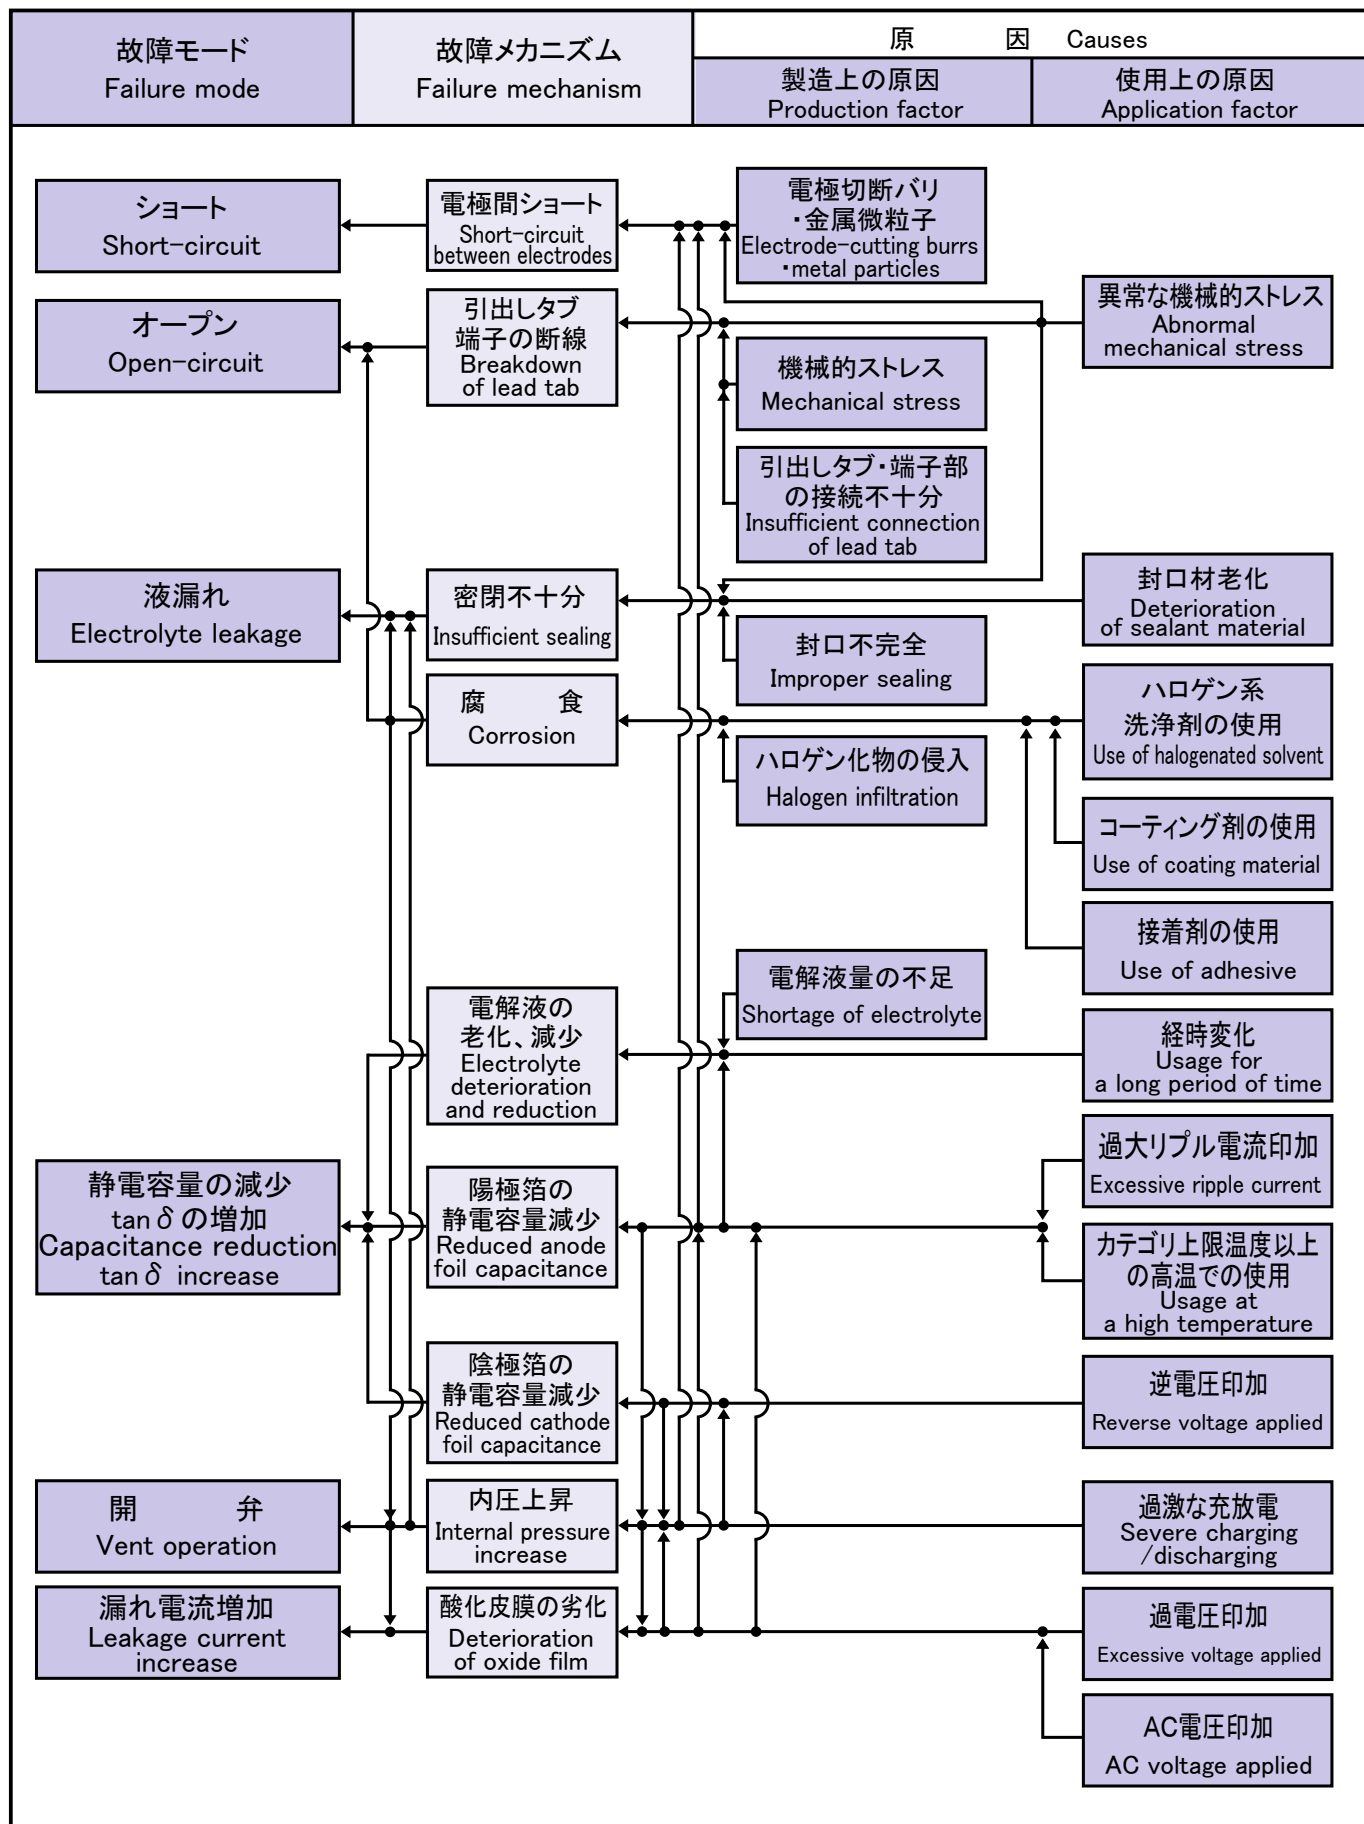 故障モード
Failure mode
故障メカニズム
Failure mechanism
原 因 Causes
製造上の原因
Production factor
使用上の原因
Application factor
ショート
Short-circuit
電極間ショート
Short-circuit
between electrodes
電極切断バリ
・金属微粒子
Electrode-cutting burrs
・metal particles
オープン
Open-circuit
引出しタブ
端子の断線
Breakdown
of lead tab
異常な機械的ストレス
Abnormal
mechanical stress
機械的ストレス
Mechanical stress
引出しタブ・端子部
の接続不十分
Insufficient connection
of lead tab
液漏れ
Electrolyte leakage
密閉不十分
Insufficient sealing
封口材老化
Deterioration
of sealant material
封口不完全
Improper sealing
腐 食
Corrosion
ハロゲン系
洗浄剤の使用
Use of halogenated solvent
ハロゲン化物の侵入
Halogen infiltration
コーティング剤の使用
Use of coating material
接着剤の使用
Use of adhesive
電解液量の不足
Shortage of electrolyte
電解液の
老化、減少
Electrolyte
deterioration
and reduction
経時変化
Usage for
a long period of time
過大リプル電流印加
Excessive ripple current
静電容量の減少
tanδの増加
Capacitance reduction
tanδ increase
陽極箔の
静電容量減少
Reduced anode
foil capacitance
カテゴリ上限温度以上
の高温での使用
Usage at
a high temperature
陰極箔の
静電容量減少
Reduced cathode
foil capacitance
逆電圧印加
Reverse voltage applied
開 弁
Vent operation
内圧上昇
Internal pressure
increase
過激な充放電
Severe charging
/discharging
漏れ電流増加
Leakage current
increase
酸化皮膜の劣化
Deterioration
of oxide film
過電圧印加
Excessive voltage applied
AC電圧印加
AC voltage applied